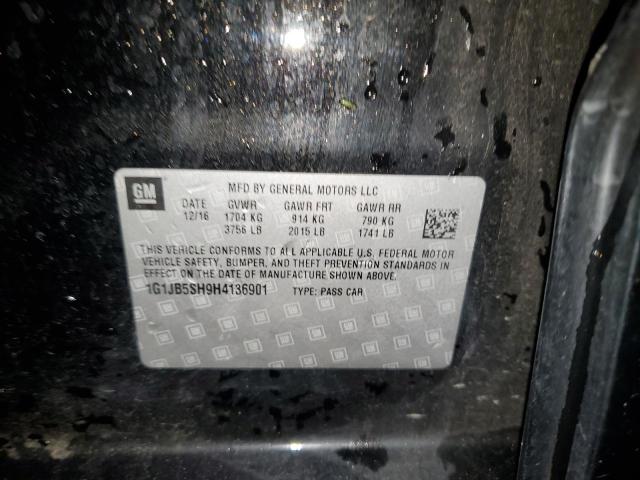 GM
MFD BY GENERAL MOTORS LLC
DATE GVWR GAWR FRT GAWR RR
12/16 1704 KG 914 KG 790 KG
3756 LB 2015 LB 1741 LB
THIS VEHICLE CONFORMS TO ALL APPLICABLE U.S. FEDERAL MOTOR
VEHICLE SAFETY, BUMPER, AND THEFT PREVENTION STANDARDS IN
EFFECT ON THE DATE OF MANUFACTURE SHOWN ABOVE.
1G1JB5SH9H4136901 TYPE: PASS CAR